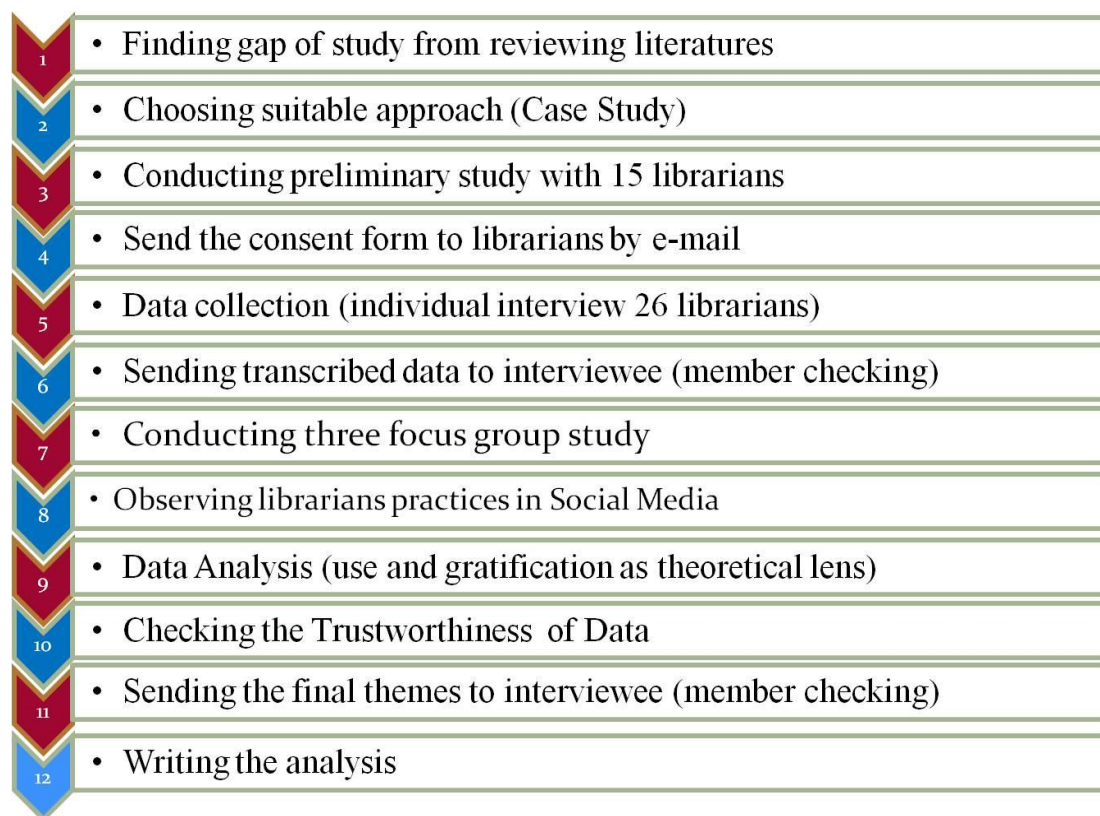 1 • Finding gap of study from reviewing literatures
2 • Choosing suitable approach (Case Study)
3 • Conducting preliminary study with 15 librarians
4 • Send the consent form to librarians by e-mail
5 • Data collection (individual interview 26 librarians)
6 • Sending transcribed data to interviewee (member checking)
7 • Conducting three focus group study
8 • Observing librarians practices in Social Media
9 • Data Analysis (use and gratification as theoretical lens)
10 • Checking the Trustworthiness of Data
11 • Sending the final themes to interviewee (member checking)
12 • Writing the analysis